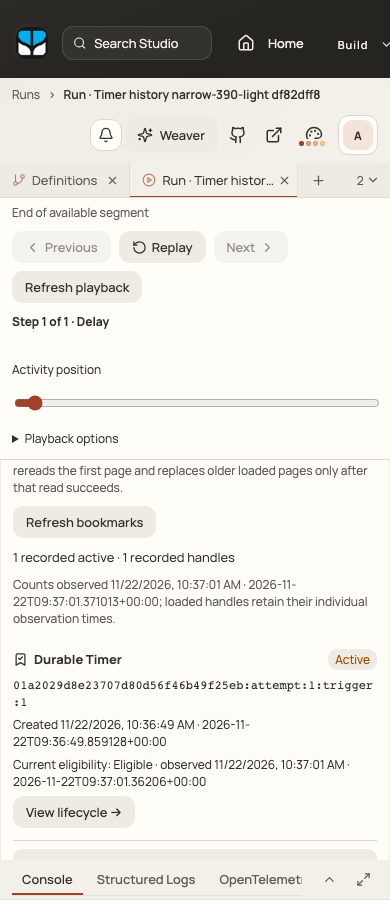 Search Studio
Home
Build
Runs > Run · Timer history narrow-390-light df82dff8
Weaver
A
Definitions
Run · Timer histor...
2
End of available segment
Previous
Replay
Next
Refresh playback
Step 1 of 1 · Delay
Activity position
Playback options
rereads the first page and replaces older loaded pages only after
that read succeeds.
Refresh bookmarks
1 recorded active · 1 recorded handles
Counts observed 11/22/2026, 10:37:01 AM · 2026-11-
22T09:37:01.371013+00:00; loaded handles retain their individual
observation times.
Durable Timer
Active
01a2029d8e23707d80d56f46b49f25eb:attempt:1:trigger
:1
Created 11/22/2026, 10:36:49 AM · 2026-11-
22T09:36:49.859128+00:00
Current eligibility: Eligible · observed 11/22/2026, 10:37:01 AM ·
2026-11-22T09:37:01.36206+00:00
View lifecycle →
Console
Structured Logs
OpenTelemet